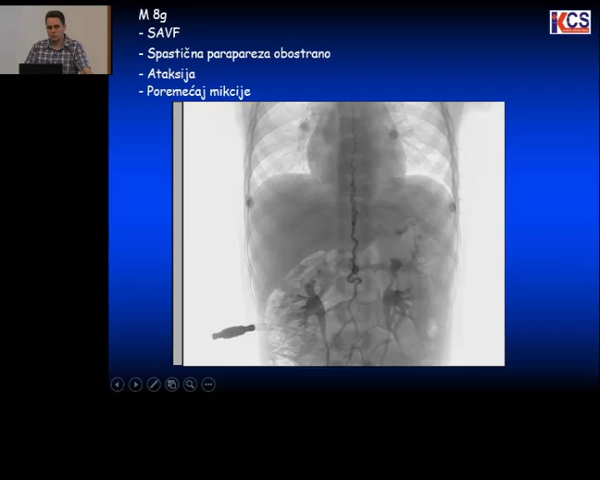 M 8g
- SAVF
- Spastična parapareza obostrano
- Ataksija
- Poremećaj mikcije
KCS